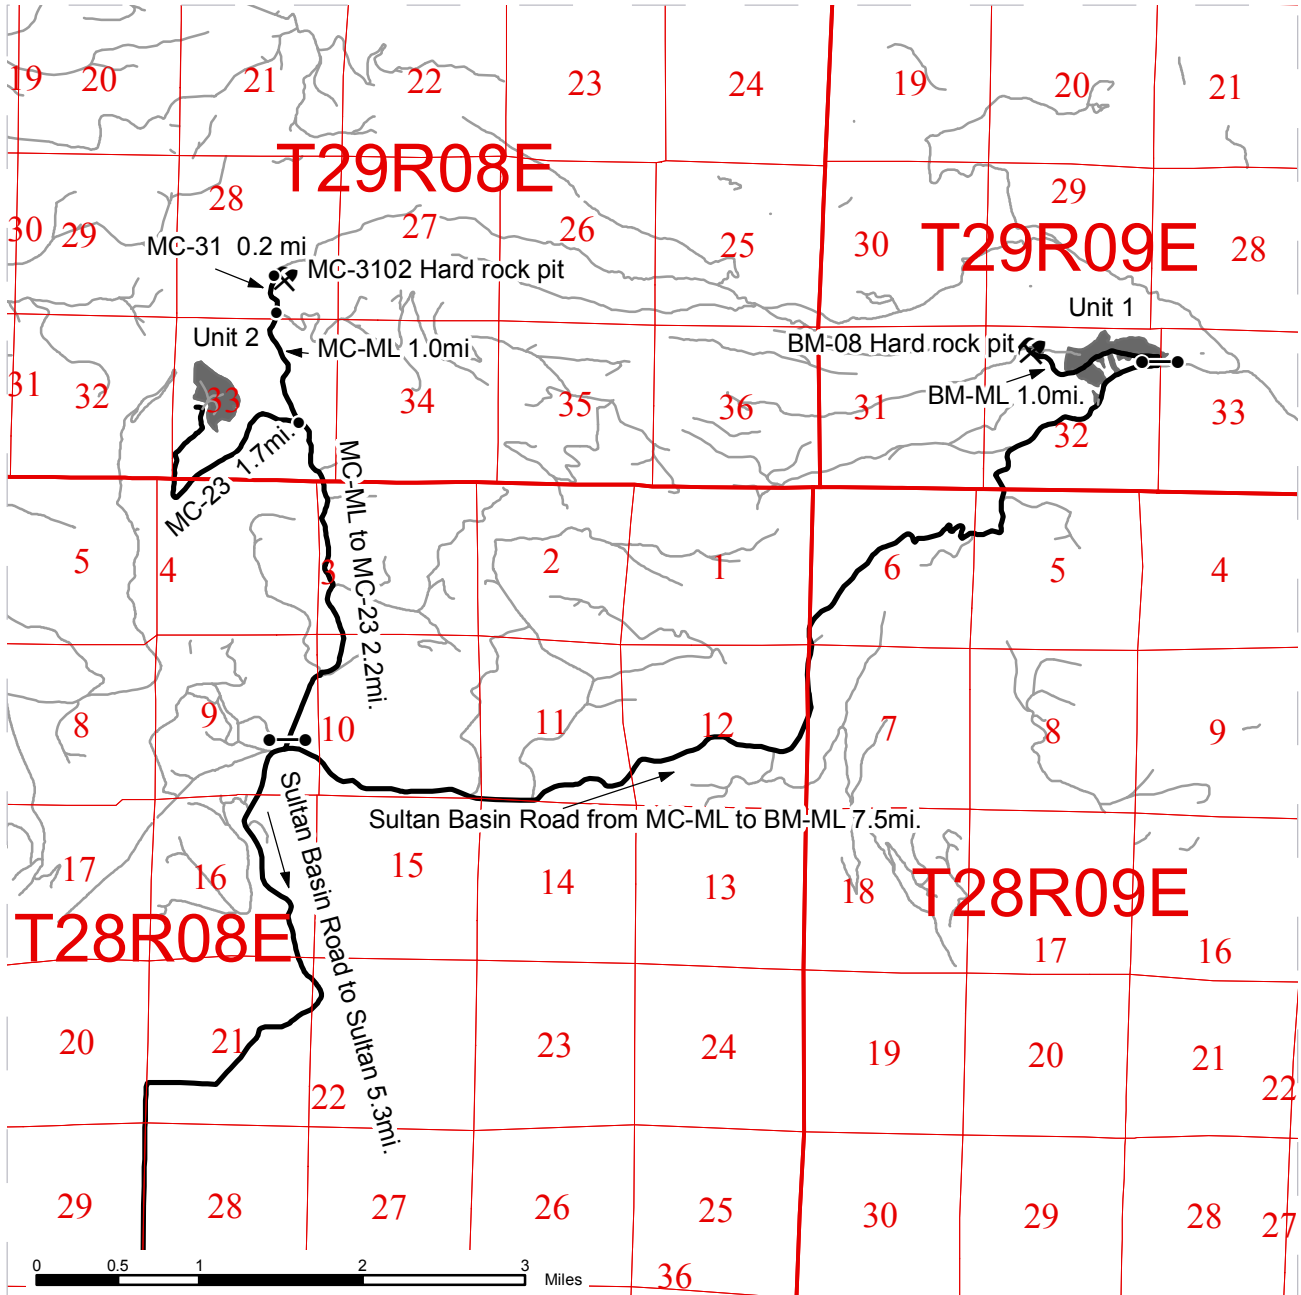 19 20 21 22 23 24 19 20 21
T29R08E
28 27 26 25 29
30 29 30 28
T29R09E
MC-31 0.2 mi
MC-3102 Hard rock pit
Unit 1
Unit 2
MC-ML 1.0mi
BM-08 Hard rock pit
BM-ML 1.0mi.
31 32 33 34 35 36 31 32 33
MC-23 1.7mi.
MC-ML to MC-23 2.2mi.
5 4 3 2 1 6 5 4
8 9 10 11 12 7 8 9
Sultan Basin Road from MC-ML to BM-ML 7.5mi.
Sultan Basin Road to Sultan 5.3mi.
17 16 15 14 13 18
T28R09E
T28R08E
17 16
20 21 22 23 24 19 20 21 22
29 28 27 26 25 30 29 28 27
36
0 0.5 1 2 3 Miles